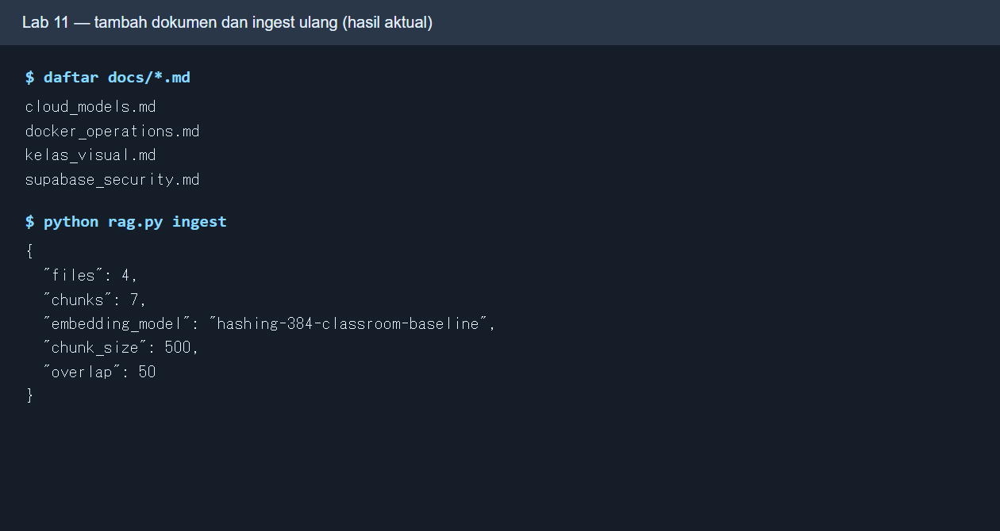 Lab 11 — tambah dokumen dan ingest ulang (hasil aktual)
$ daftar docs/*.md
cloud_models.md
docker_operations.md
kelas_visual.md
supabase_security.md
$ python rag.py ingest
{
  "files": 4,
  "chunks": 7,
  "embedding_model": "hashing-384-classroom-baseline",
  "chunk_size": 500,
  "overlap": 50
}